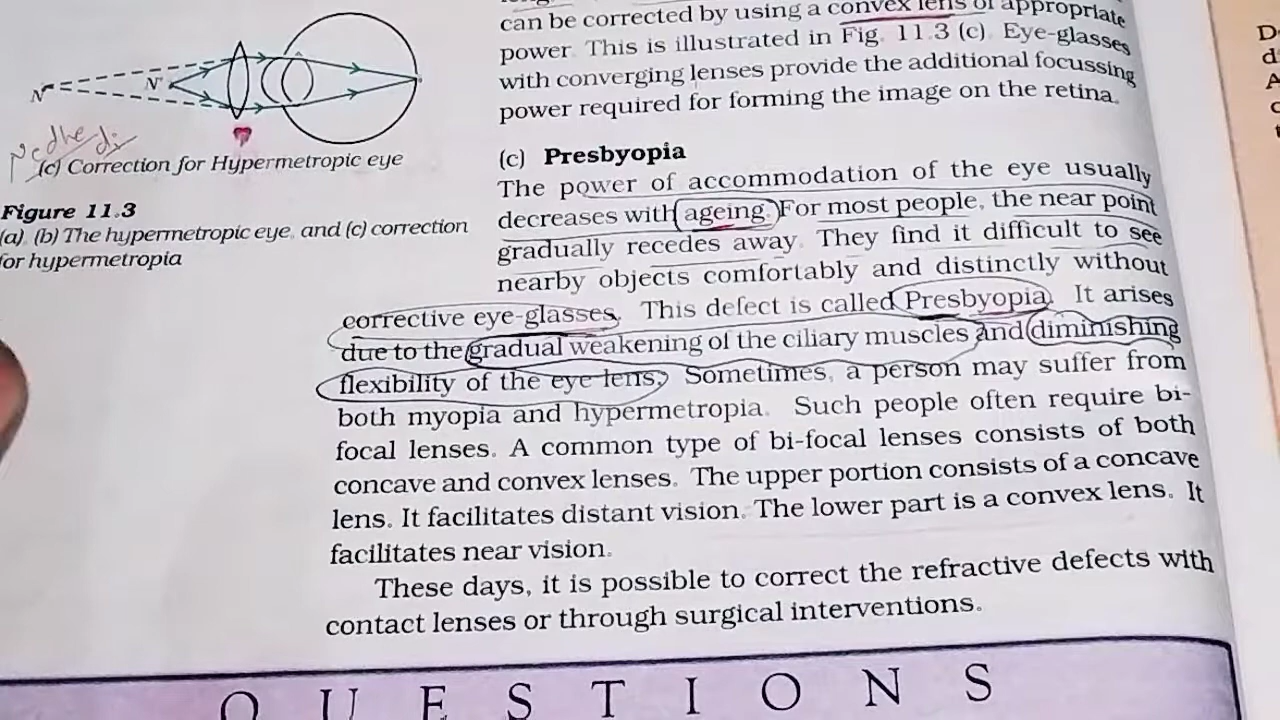 N
N'
(c) Correction for Hypermetropic eye
Figure 11.3
(a), (b) The hypermetropic eye, and (c) correction
for hypermetropia
can be corrected by using a convex lens of appropriate
power. This is illustrated in Fig. 11.3 (c). Eye-glasses
with converging lenses provide the additional focussing
power required for forming the image on the retina.
(c) Presbyopia
The power of accommodation of the eye usually
decreases with ageing. For most people, the near point
gradually recedes away. They find it difficult to see
nearby objects comfortably and distinctly without
corrective eye-glasses. This defect is called Presbyopia. It arises
due to the gradual weakening of the ciliary muscles and diminishing
flexibility of the eye lens. Sometimes, a person may suffer from
both myopia and hypermetropia. Such people often require bi-
focal lenses. A common type of bi-focal lenses consists of both
concave and convex lenses. The upper portion consists of a concave
lens. It facilitates distant vision. The lower part is a convex lens. It
facilitates near vision.
These days, it is possible to correct the refractive defects with
contact lenses or through surgical interventions.
QUESTIONS